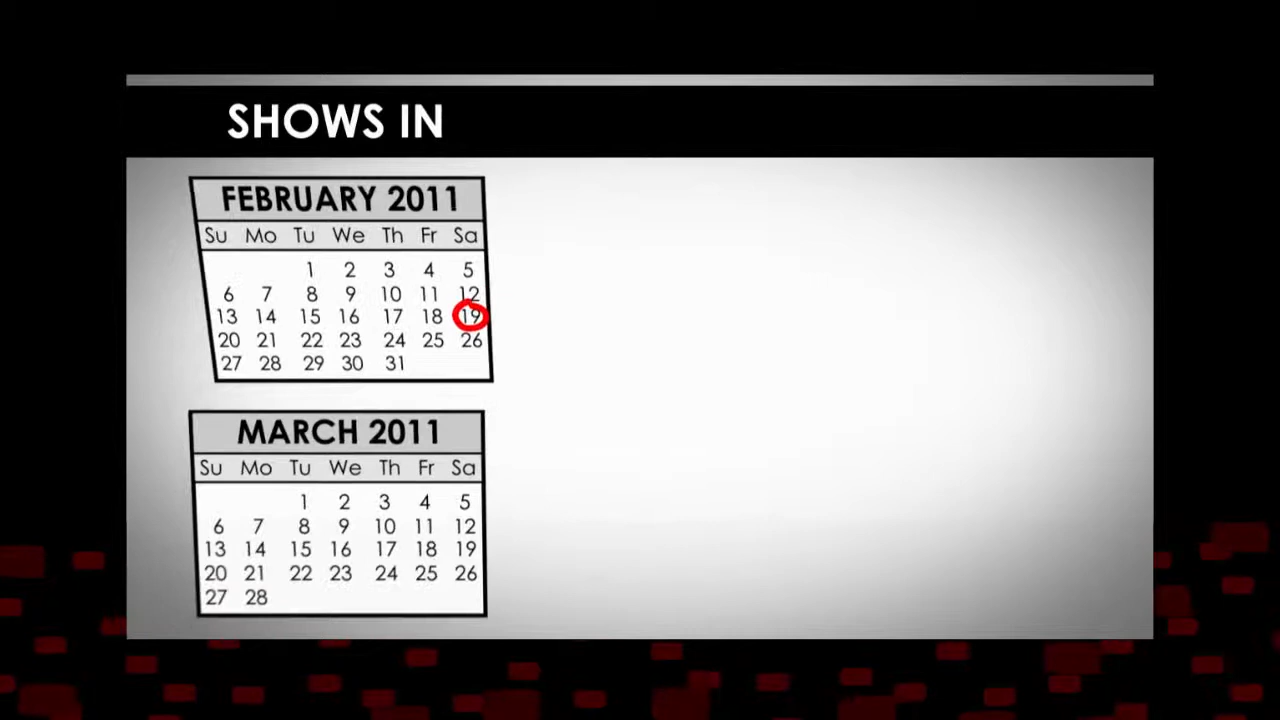 SHOWS IN
FEBRUARY 2011
Su Mo Tu We Th Fr Sa
1 2 3 4 5
6 7 8 9 10 11 12
13 14 15 16 17 18 19
20 21 22 23 24 25 26
27 28 29 30 31
MARCH 2011
Su Mo Tu We Th Fr Sa
1 2 3 4 5
6 7 8 9 10 11 12
13 14 15 16 17 18 19
20 21 22 23 24 25 26
27 28